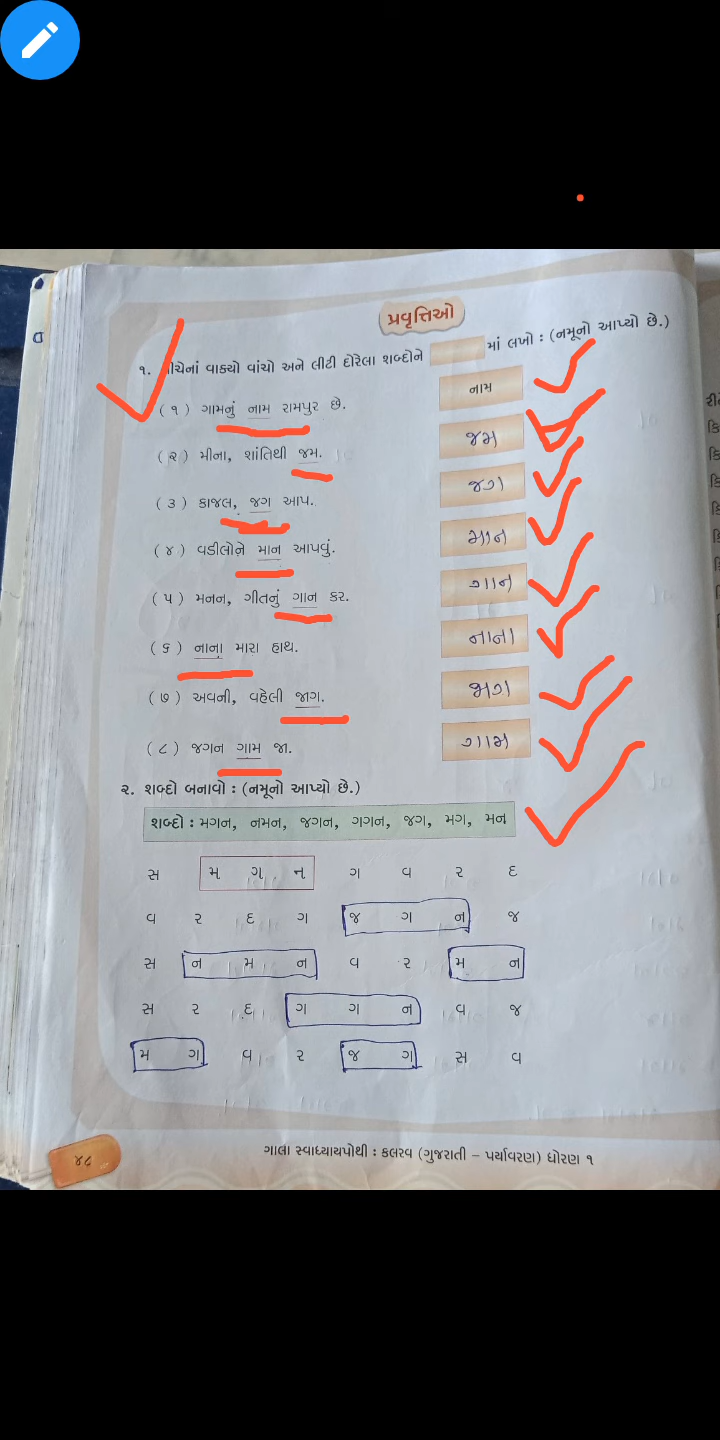 પ્રવૃત્તિઓ
૧. નીચેનાં વાક્યો વાંચો અને લીટી દોરેલા શબ્દોને માં લખો : (નમૂનો આપ્યો છે.)
(૧) ગામનું નામ રામપુર છે. નામ
(૨) મીના, શાંતિથી જમ. જમ
(૩) કાજલ, જગ આપ. જગ
(૪) વડીલોને માન આપવું. માન
(૫) મનન, ગીતનું ગાન કર. ગાન
(૬) નાના મારા હાથ. નાના
(૭) અવની, વહેલી જાગ. જાગ
(૮) જગન ગામ જા. ગામ
૨. શબ્દો બનાવો : (નમૂનો આપ્યો છે.)
શબ્દો : મગન, નમન, જગન, ગગન, જગ, મગ, મન
સ મ ગ ન ગ વ ર દ
વ ર દ ગ જ ગ ન જ
સ ન મ ન વ ર મ ન
સ ર દ ગ ગ ન વ જ
મ ગ વ ર જ ગ સ વ
૪૮ ગાલા સ્વાધ્યાયપોથી : કલરવ (ગુજરાતી – પર્યાવરણ) ધોરણ ૧